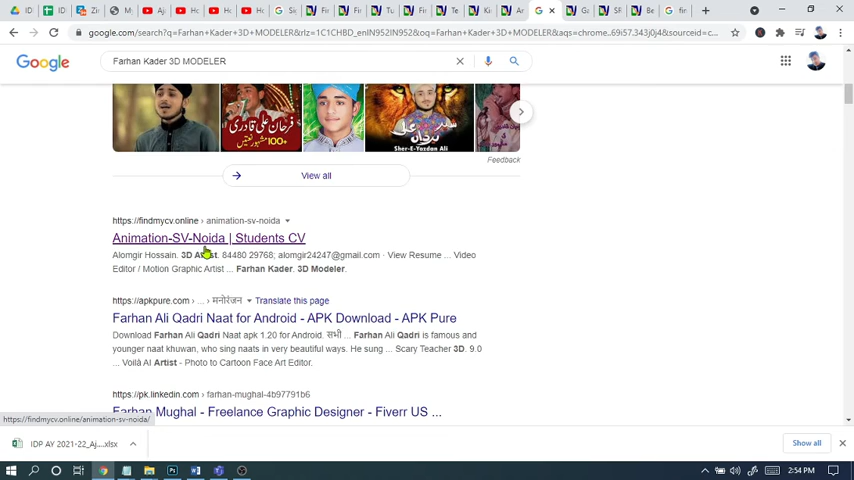 google.com/search?q=Farhan+Kader+3D+MODELER&rlz=1C1CHBD_enIN952IN952&oq=Farhan+Kader+3D+MODELER&aqs=chrome..69i57.343j0j4&sourceid=c...
Google
Farhan Kader 3D MODELER
فرحان علی قادری
100+
Sher-E-Yazdan Ali
Feedback
View all
https://findmycv.online › animation-sv-noida
Animation-SV-Noida | Students CV
Alomgir Hossain. 3D Artist. 84480 29768; alomgir24247@gmail.com · View Resume ... Video
Editor / Motion Graphic Artist ... Farhan Kader. 3D Modeler.
https://apkpure.com › ... › मनोरंजन Translate this page
Farhan Ali Qadri Naat for Android - APK Download - APK Pure
Download Farhan Ali Qadri Naat apk 1.20 for Android. सभी ... Farhan Ali Qadri is famous and
younger naat khuwan, who sing naats in very beautiful ways. He sung ... Scary Teacher 3D. 9.0
... Voilà AI Artist - Photo to Cartoon Face Art Editor.
https://pk.linkedin.com › farhan-mughal-4b97791b6
Farhan Mughal - Freelance Graphic Designer - Fiverr US ...
https://findmycv.online/animation-sv-noida/
IDP AY 2021-22_Aj....xlsx
Show all
2:54 PM